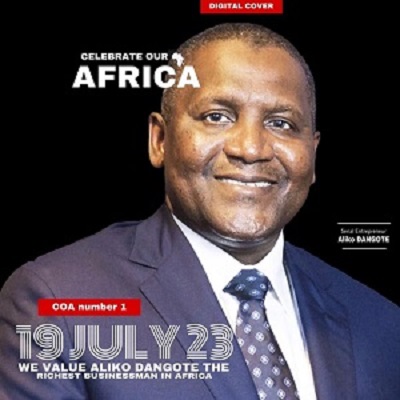 DIGITAL COVER
CELEBRATE OUR
AFRICA
Serial Entrepreneur
Aliko DANGOTE
COA number 1
19 JULY 23
WE VALUE ALIKO DANGOTE THE
RICHEST BUSINESSMAN IN AFRICA